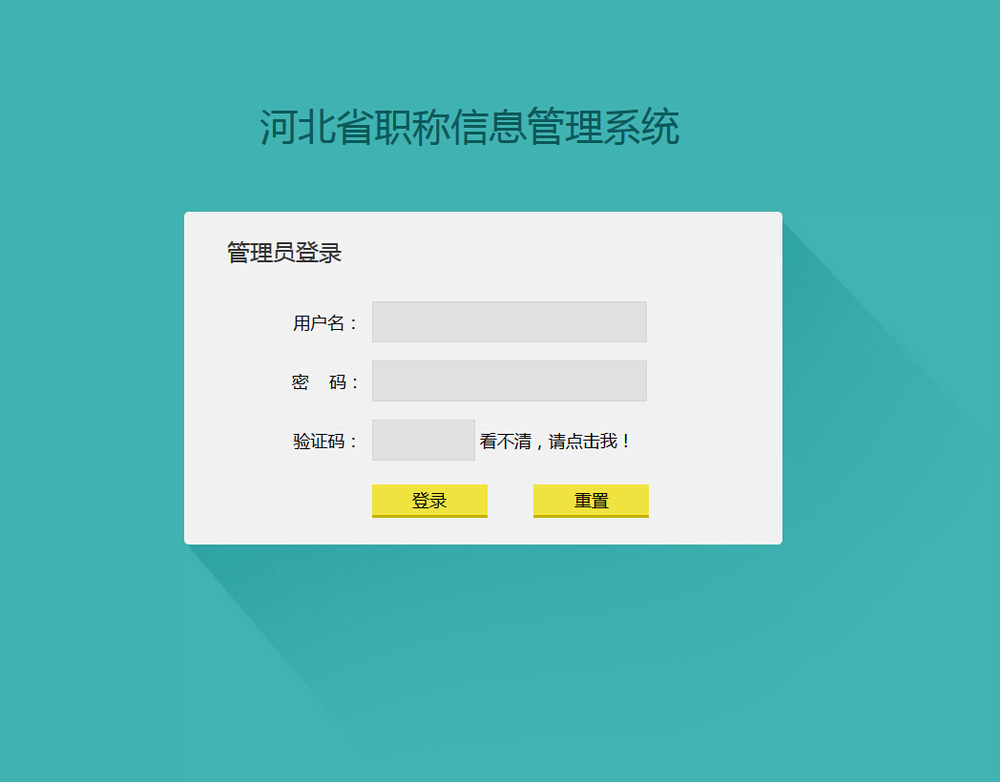 河北省职称信息管理系统
管理员登录
用户名：
密 码：
验证码： 看不清，请点击我！
登录 重置